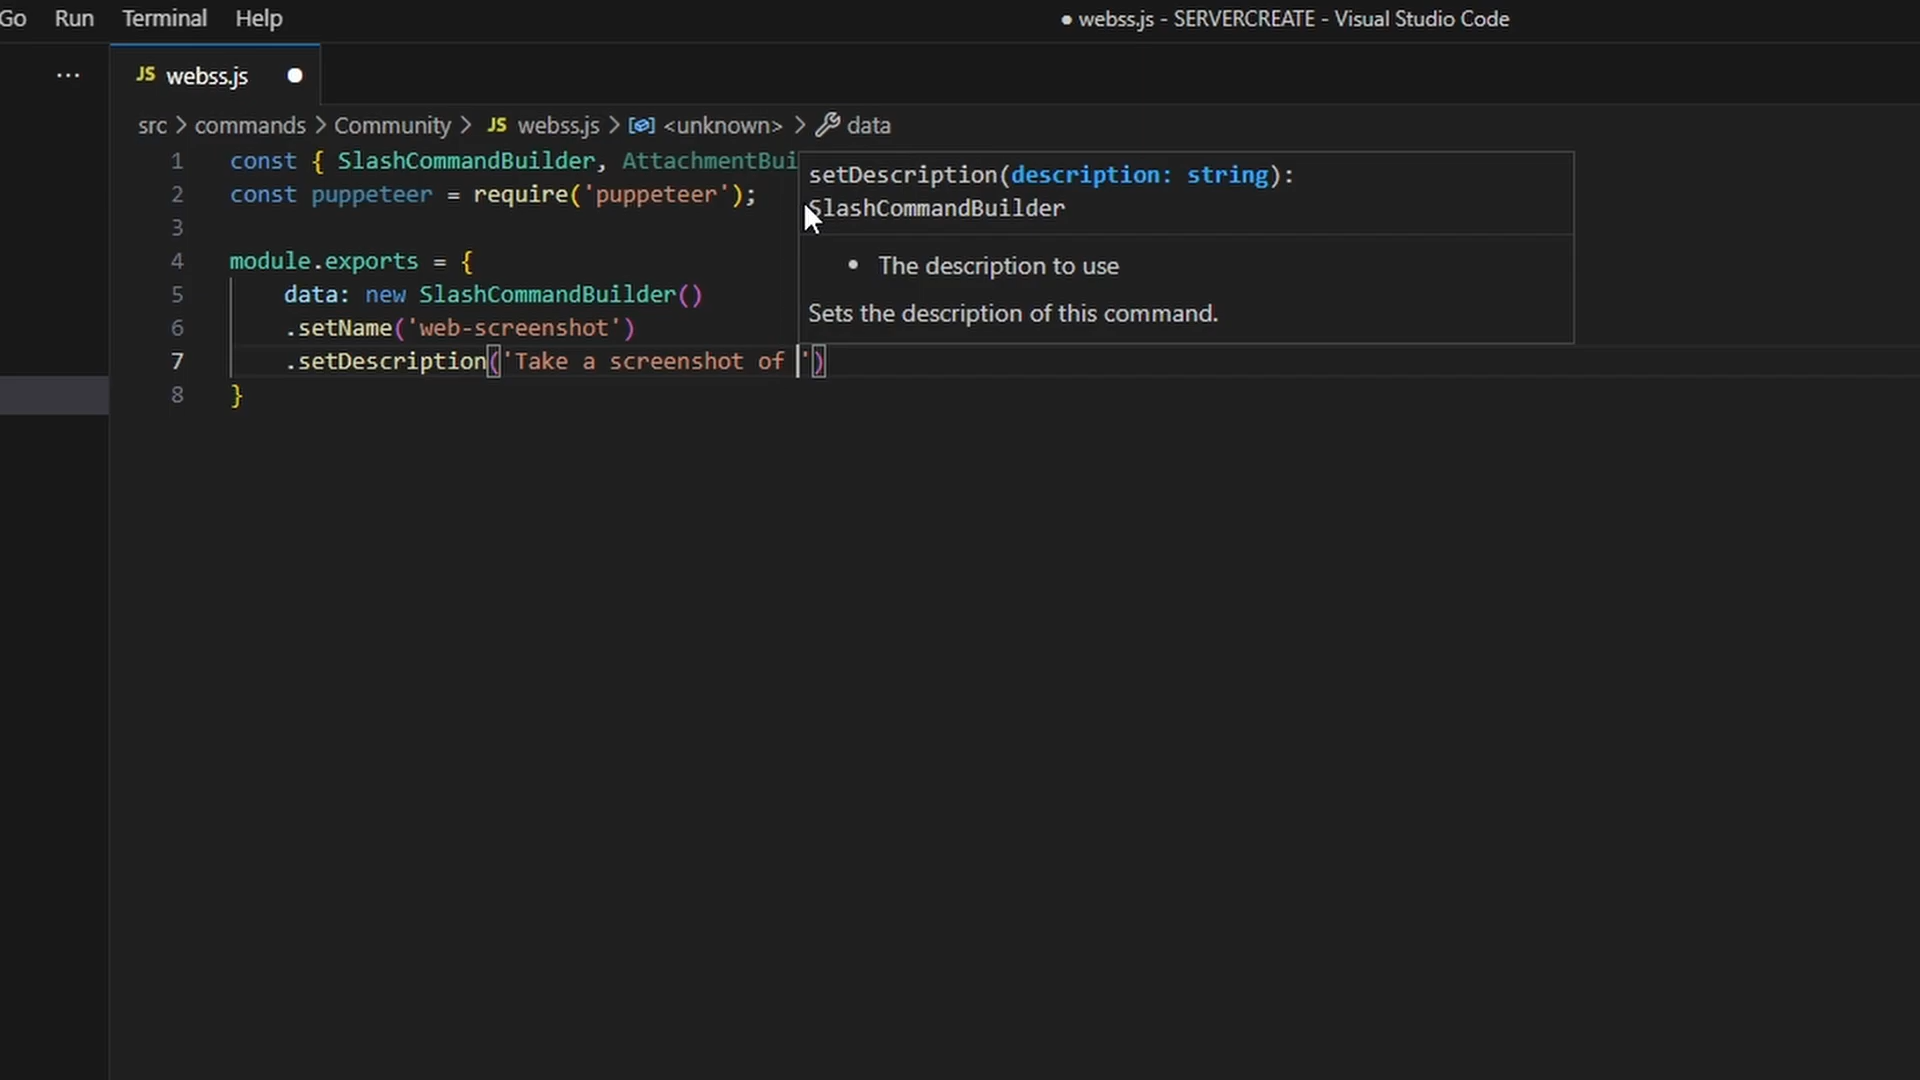 Go Run Terminal Help ● webss.js - SERVERCREATE - Visual Studio Code
... JS webss.js ●
src > commands > Community > JS webss.js > <unknown> > data
1 const { SlashCommandBuilder, AttachmentBui
2 const puppeteer = require('puppeteer');
3
4 module.exports = {
5 data: new SlashCommandBuilder()
6 .setName('web-screenshot')
7 .setDescription('Take a screenshot of ')
8 }
setDescription(description: string):
SlashCommandBuilder
• The description to use
Sets the description of this command.